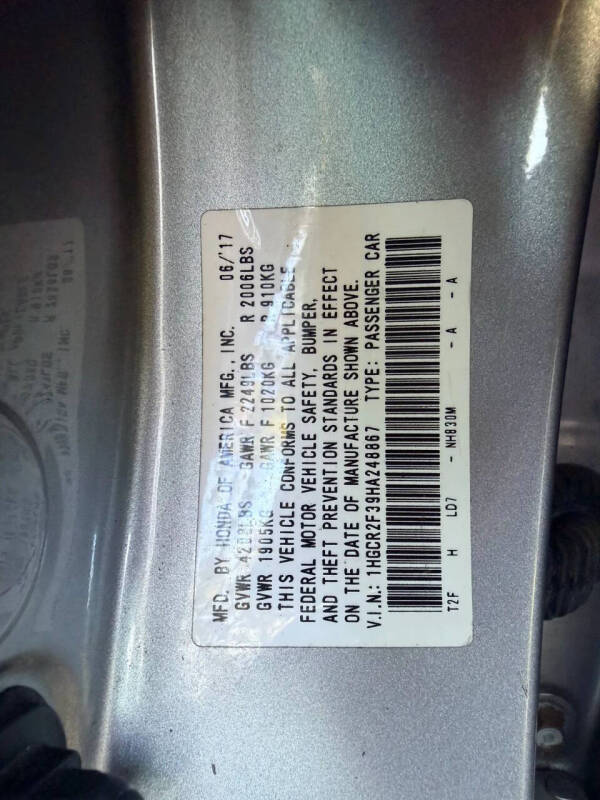 MFD. BY HONDA OF AMERICA MFG., INC. 06/'17
GVWR 4202LBS GAWR F 2249LBS R 2006LBS
GVWR 1905KG GAWR F 1020KG R 910KG
THIS VEHICLE CONFORMS TO ALL APPLICABLE
FEDERAL MOTOR VEHICLE SAFETY, BUMPER,
AND THEFT PREVENTION STANDARDS IN EFFECT
ON THE DATE OF MANUFACTURE SHOWN ABOVE.
V.I.N.: 1HGCR2F39HA248867 TYPE: PASSENGER CAR
T2F H LD7 - NH830M - A - A